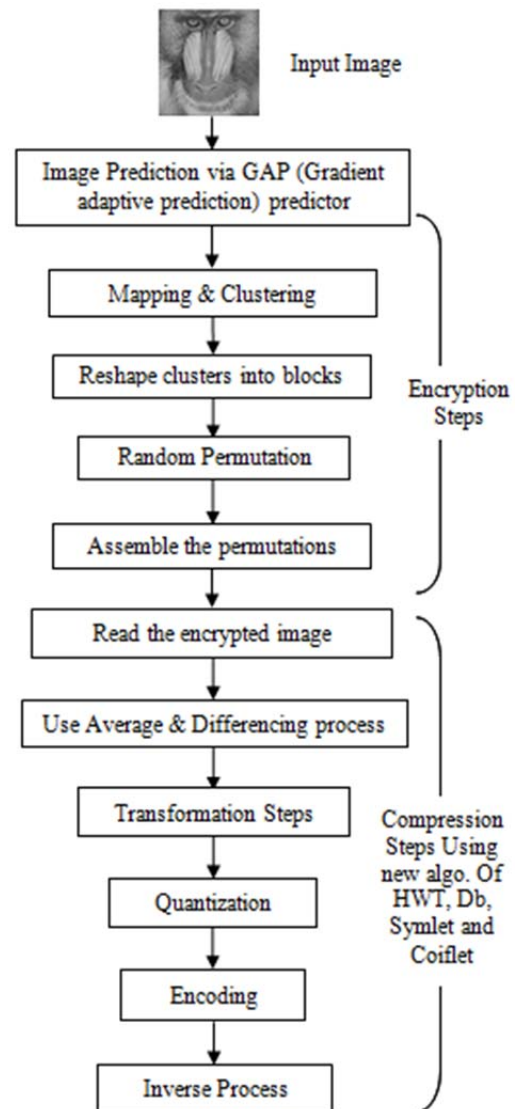 Input Image
Image Prediction via GAP (Gradient
adaptive prediction) predictor
Mapping & Clustering
Reshape clusters into blocks
Random Permutation
Assemble the permutations
Encryption
Steps
Read the encrypted image
Use Average & Differencing process
Transformation Steps
Quantization
Encoding
Inverse Process
Compression
Steps Using
new algo. Of
HWT, Db,
Symlet and
Coiflet